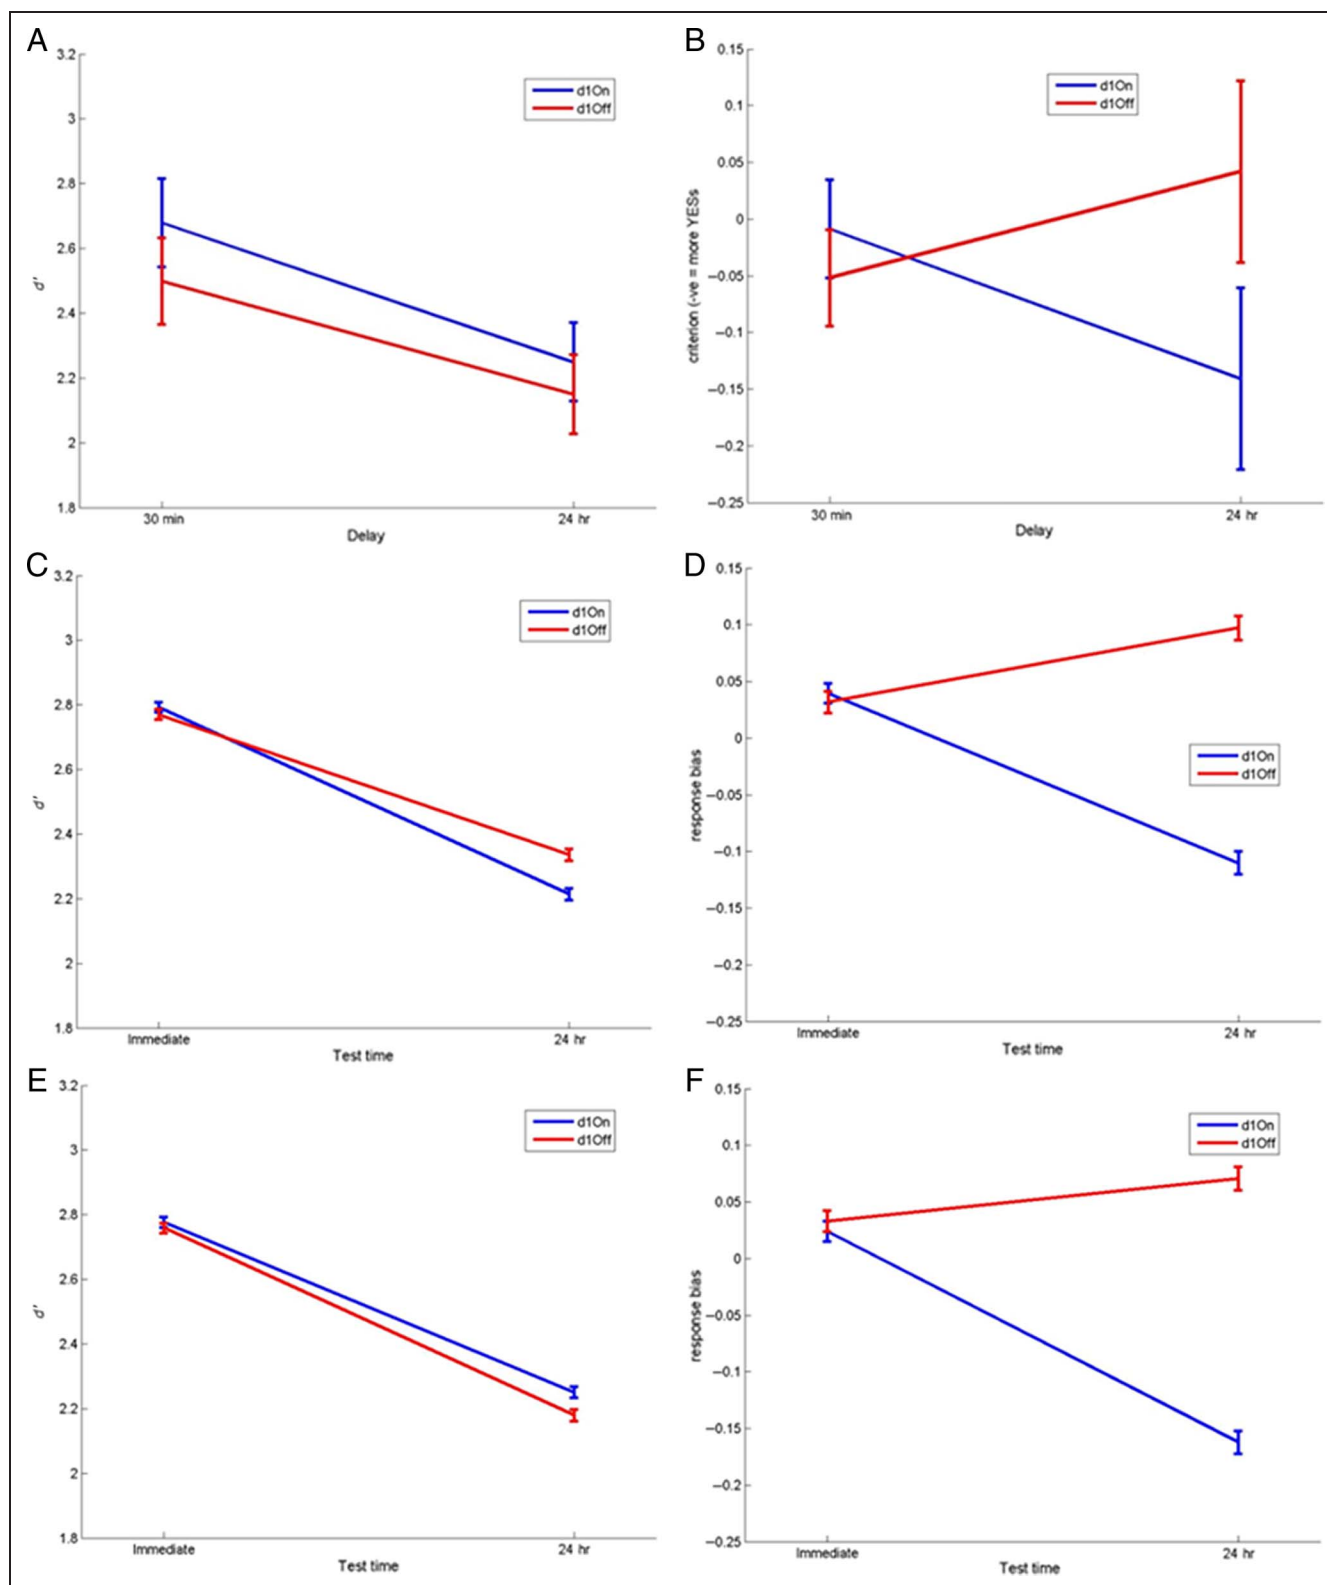 A
3.2
3
2.8
2.6
2.4
2.2
2
1.8
d'
d1On
d1Off
30 min
24 hr
Delay
B
0.15
0.1
0.05
0
−0.05
−0.1
−0.15
−0.2
−0.25
criterion (-ve = more YESs
d1On
d1Off
30 min
24 hr
Delay
C
3.2
3
2.8
2.6
2.4
2.2
2
1.8
d'
d1On
d1Off
Immediate
24 hr
Test time
D
0.15
0.1
0.05
0
−0.05
−0.1
−0.15
−0.2
−0.25
response bias
d1On
d1Off
Immediate
24 hr
Test time
E
3.2
3
2.8
2.6
2.4
2.2
2
1.8
d'
d1On
d1Off
Immediate
24 hr
Test time
F
0.15
0.1
0.05
0
−0.05
−0.1
−0.15
−0.2
−0.25
response bias
d1On
d1Off
Immediate
24 hr
Test time